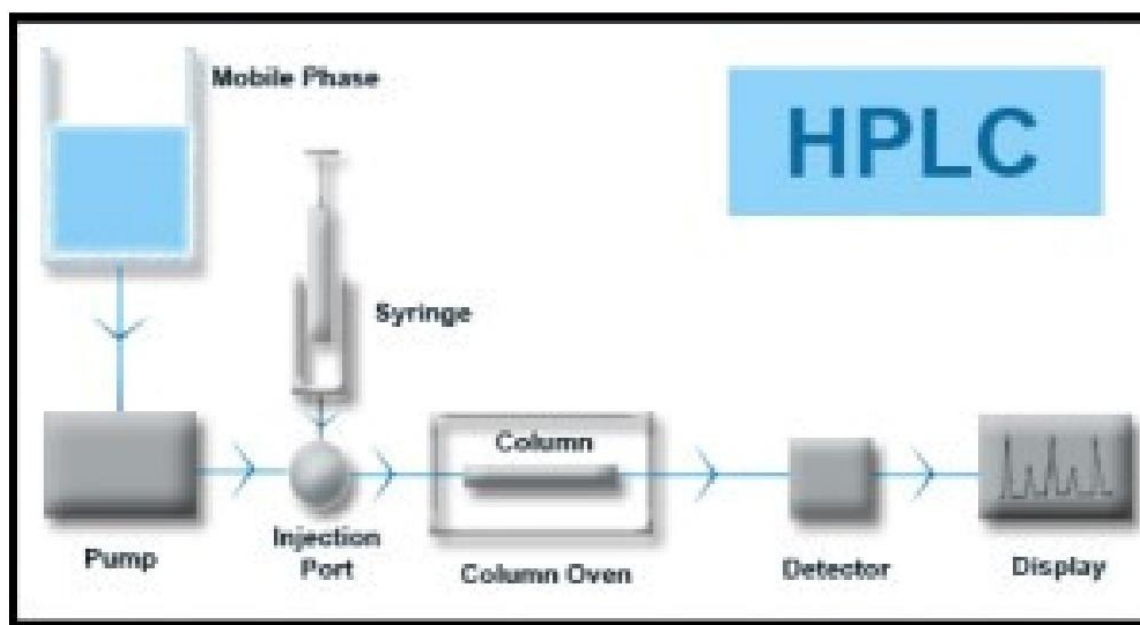 Mobile Phase
HPLC
Syringe
Column
Pump
Injection
Port
Column Oven
Detector
Display